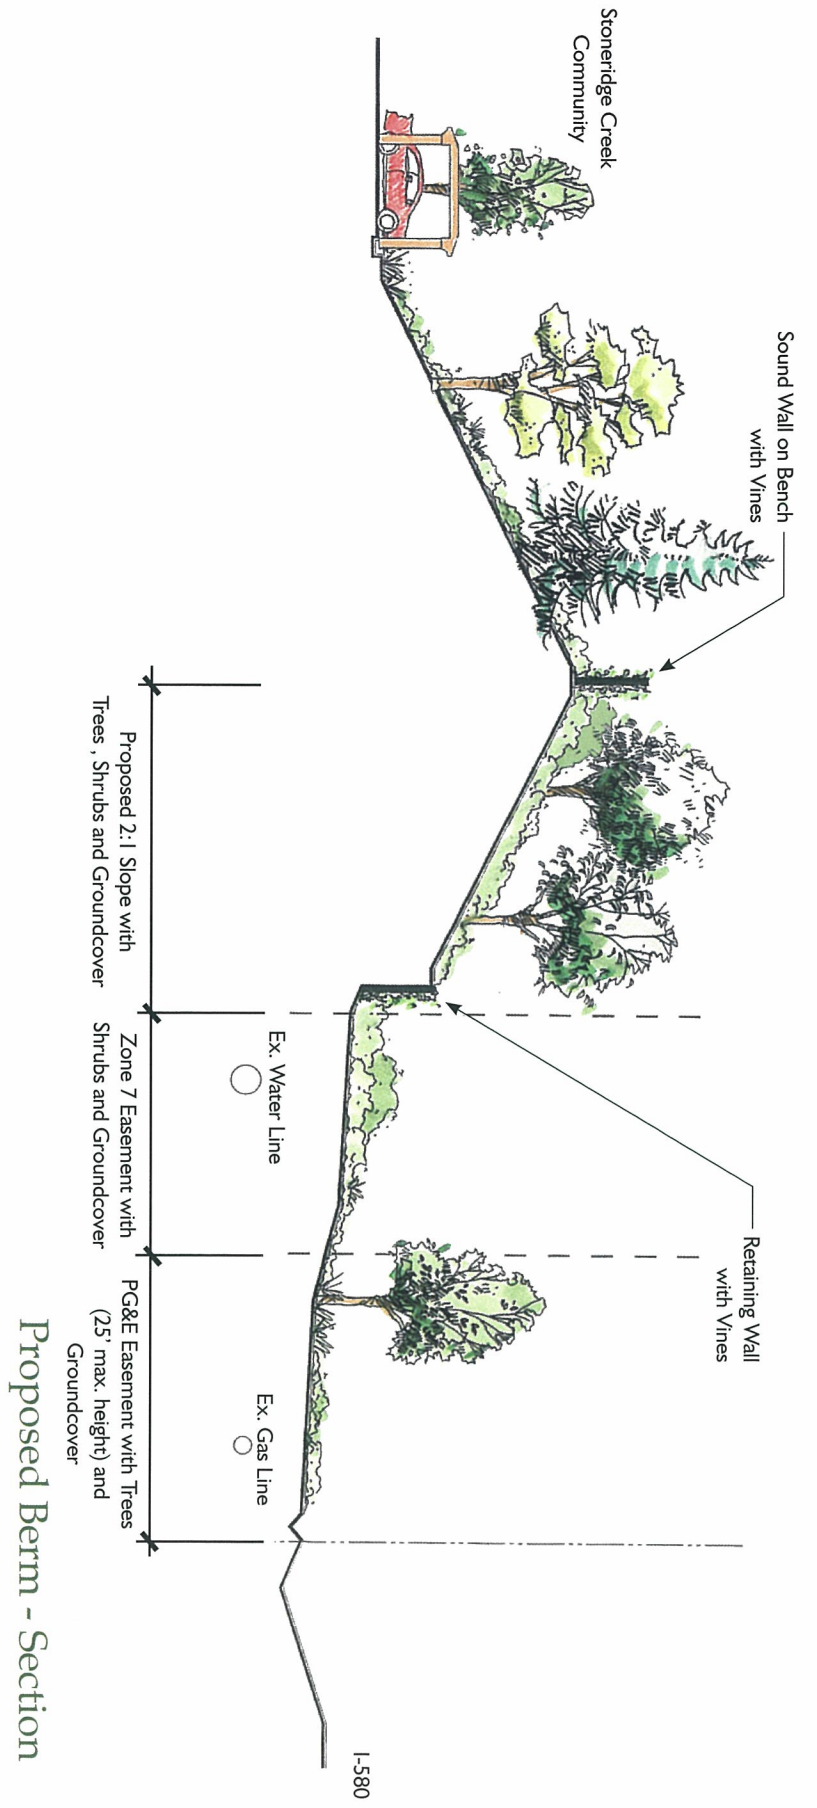 Stoneridge Creek
Community
Sound Wall on Bench
with Vines
Retaining Wall
with Vines
I-580
Ex. Water Line
Ex. Gas Line
Proposed 2:1 Slope with
Trees , Shrubs and Groundcover
Zone 7 Easement with
Shrubs and Groundcover
PG&E Easement with Trees
(25' max. height) and
Groundcover
Proposed Berm - Section